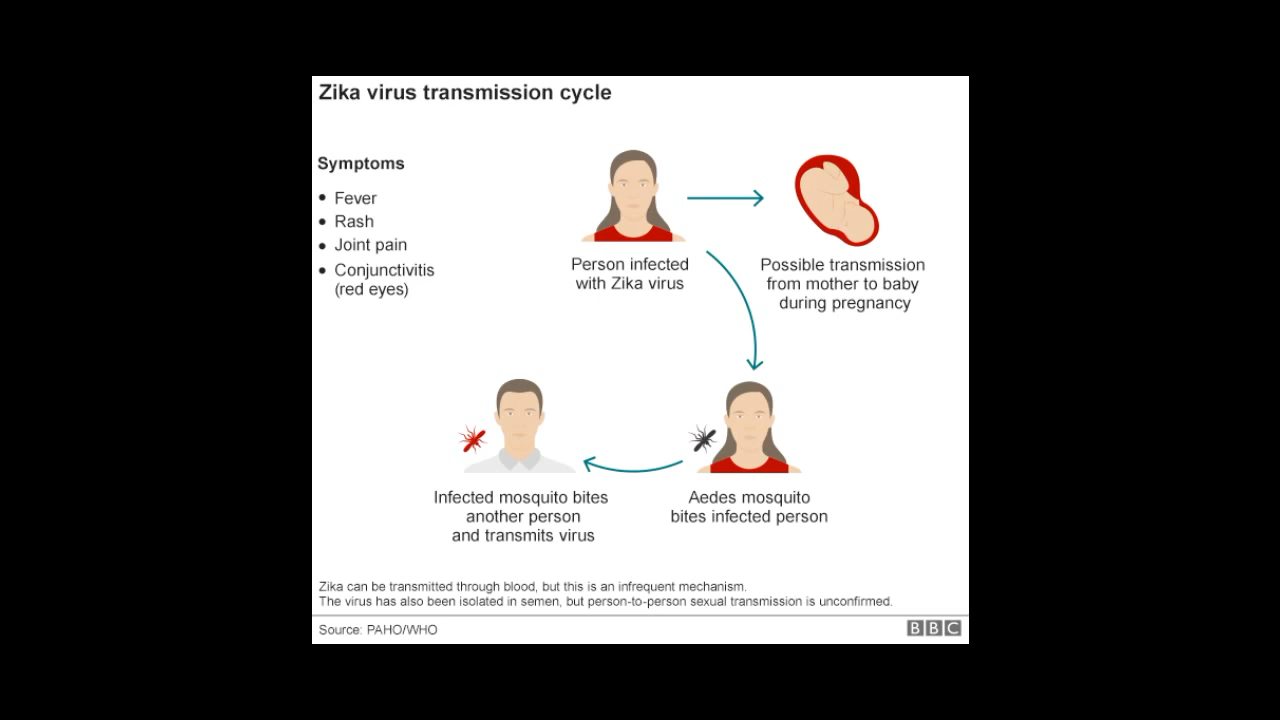 Zika virus transmission cycle
Symptoms
• Fever
• Rash
• Joint pain
• Conjunctivitis
(red eyes)
Person infected
with Zika virus
Possible transmission
from mother to baby
during pregnancy
Infected mosquito bites
another person
and transmits virus
Aedes mosquito
bites infected person
Zika can be transmitted through blood, but this is an infrequent mechanism.
The virus has also been isolated in semen, but person-to-person sexual transmission is unconfirmed.
Source: PAHO/WHO
BBC